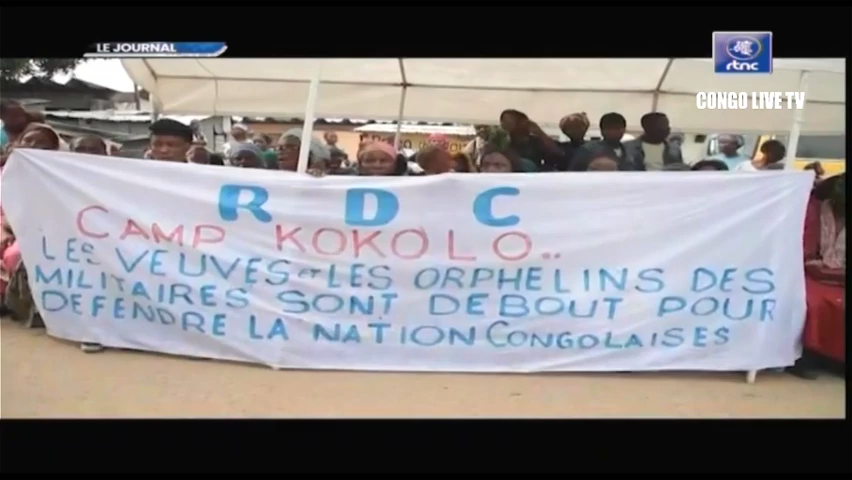 LE JOURNAL
rtnc
CONGO LIVE TV
R D C
CAMP KOKOLO..
LES VEUVES et LES ORPHELINS DES
MILITAIRES SONT DEBOUT POUR
DEFENDRE LA NATION CONGOLAISES